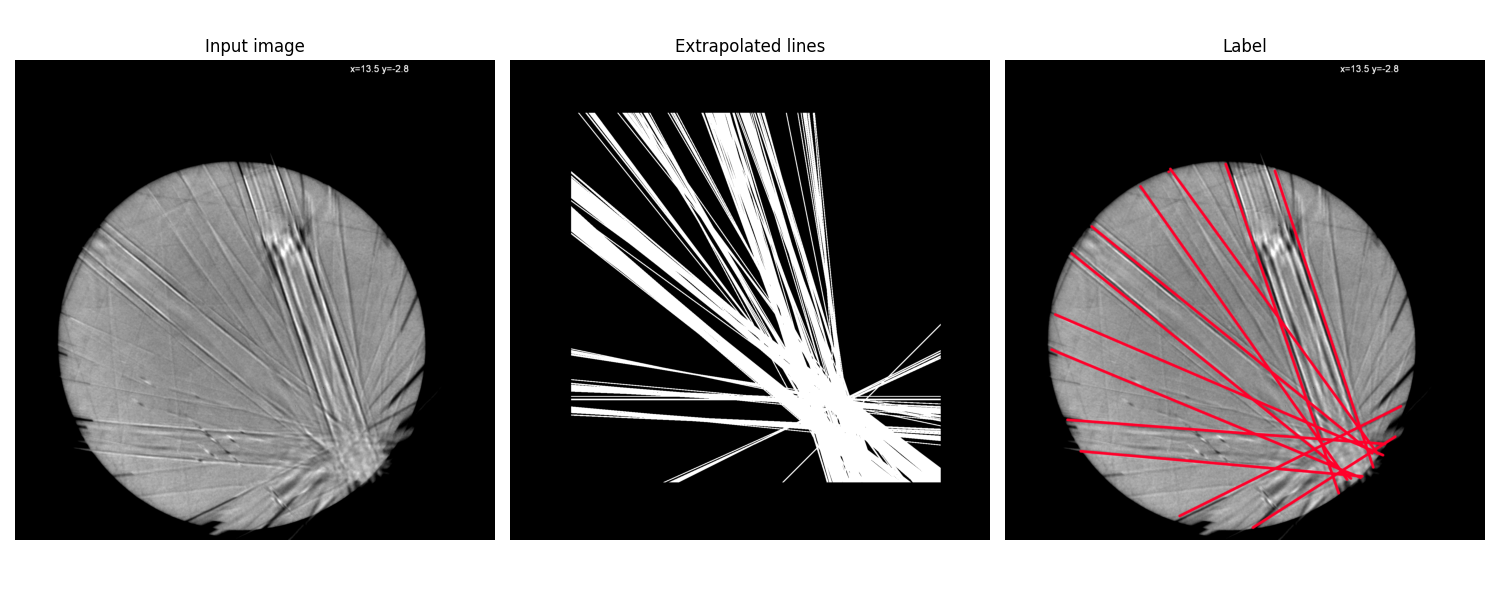 Input image
Extrapolated lines
Label
x=13.5 y=-2.8
x=13.5 y=-2.8